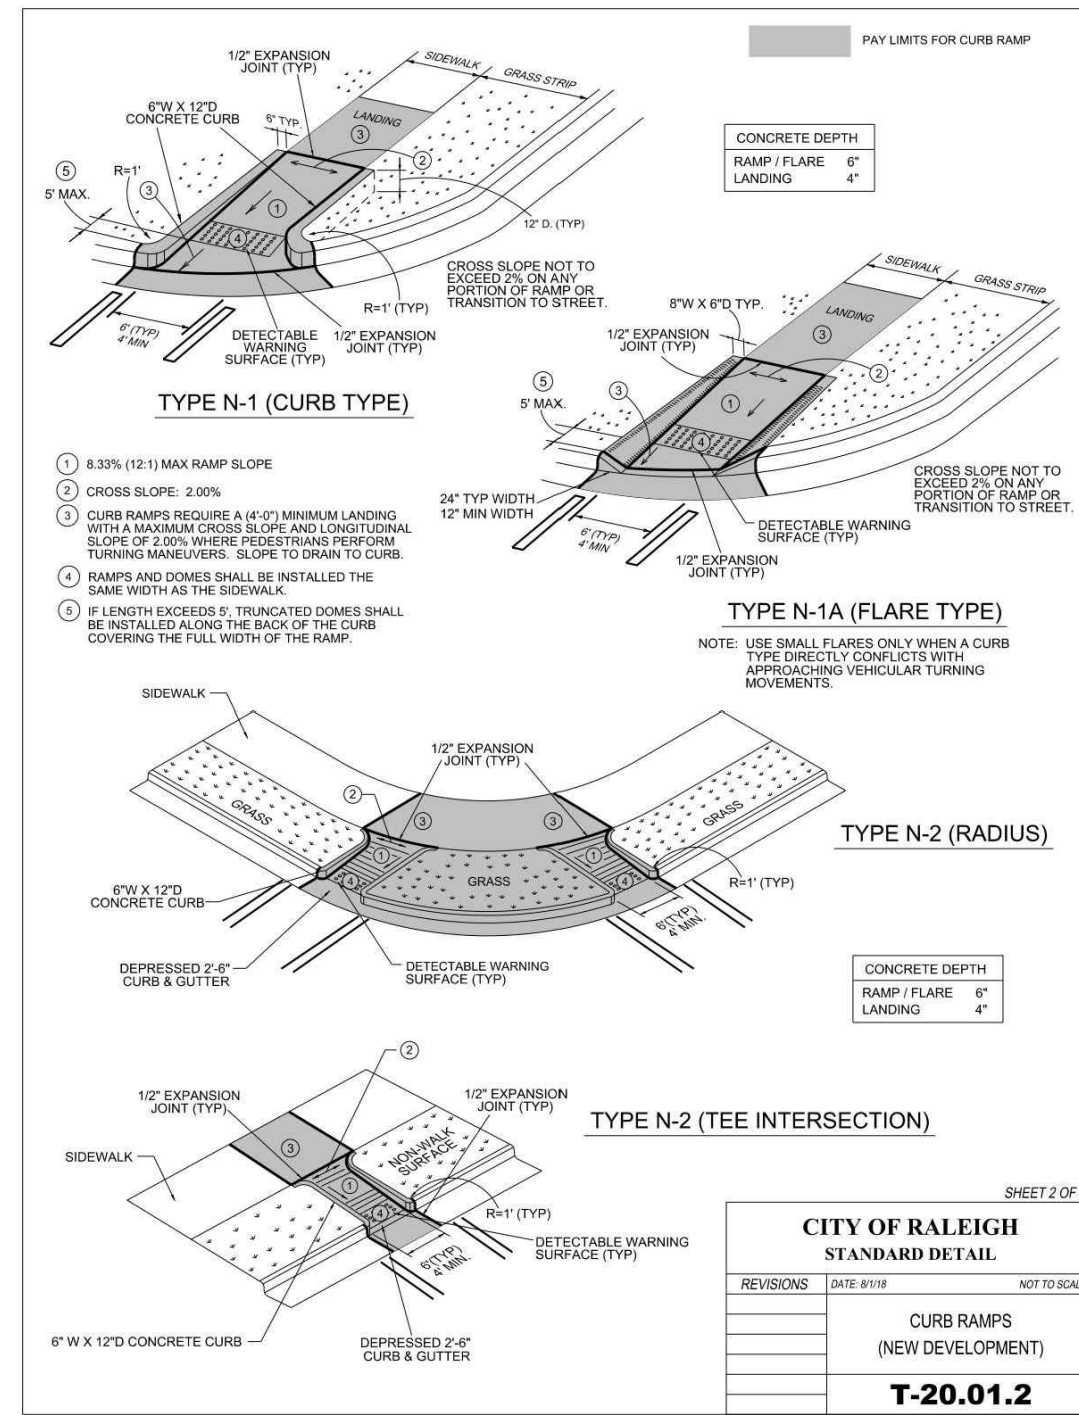 PAY LIMITS FOR CURB RAMP
CONCRETE DEPTH
RAMP / FLARE 6"
LANDING 4"
1/2" EXPANSION
JOINT (TYP)
SIDEWALK
GRASS STRIP
6"W X 12"D
CONCRETE CURB
6" TYP.
LANDING
3
2
5
5' MAX.
R=1'
3
1
4
12" D. (TYP)
CROSS SLOPE NOT TO
EXCEED 2% ON ANY
PORTION OF RAMP OR
TRANSITION TO STREET.
R=1' (TYP)
6' (TYP)
4' MIN
DETECTABLE
WARNING
SURFACE (TYP)
1/2" EXPANSION
JOINT (TYP)
TYPE N-1 (CURB TYPE)
SIDEWALK
GRASS STRIP
8"W X 6"D TYP.
LANDING
1/2" EXPANSION
JOINT (TYP)
3
2
5
5' MAX.
3
1
4
CROSS SLOPE NOT TO
EXCEED 2% ON ANY
PORTION OF RAMP OR
TRANSITION TO STREET.
24" TYP WIDTH
12" MIN WIDTH
6' (TYP)
4' MIN
DETECTABLE WARNING
SURFACE (TYP)
1/2" EXPANSION
JOINT (TYP)
TYPE N-1A (FLARE TYPE)
NOTE: USE SMALL FLARES ONLY WHEN A CURB
TYPE DIRECTLY CONFLICTS WITH
APPROACHING VEHICULAR TURNING
MOVEMENTS.
1 8.33% (12:1) MAX RAMP SLOPE
2 CROSS SLOPE: 2.00%
3 CURB RAMPS REQUIRE A (4'-0") MINIMUM LANDING
WITH A MAXIMUM CROSS SLOPE AND LONGITUDINAL
SLOPE OF 2.00% WHERE PEDESTRIANS PERFORM
TURNING MANEUVERS. SLOPE TO DRAIN TO CURB.
4 RAMPS AND DOMES SHALL BE INSTALLED THE
SAME WIDTH AS THE SIDEWALK.
5 IF LENGTH EXCEEDS 5', TRUNCATED DOMES SHALL
BE INSTALLED ALONG THE BACK OF THE CURB
COVERING THE FULL WIDTH OF THE RAMP.
SIDEWALK
1/2" EXPANSION
JOINT (TYP)
2
GRASS
3
3
GRASS
1
1
4
GRASS
4
TYPE N-2 (RADIUS)
R=1' (TYP)
6"W X 12"D
CONCRETE CURB
6'(TYP)
4' MIN.
DEPRESSED 2'-6"
CURB & GUTTER
DETECTABLE WARNING
SURFACE (TYP)
CONCRETE DEPTH
RAMP / FLARE 6"
LANDING 4"
2
1/2" EXPANSION
JOINT (TYP)
1/2" EXPANSION
JOINT (TYP)
TYPE N-2 (TEE INTERSECTION)
SIDEWALK
3
NON-WALK
SURFACE
1
4
R=1' (TYP)
DETECTABLE WARNING
SURFACE (TYP)
6'(TYP)
4' MIN.
6" W X 12"D CONCRETE CURB
DEPRESSED 2'-6"
CURB & GUTTER
SHEET 2 OF
CITY OF RALEIGH
STANDARD DETAIL
REVISIONS
DATE: 8/1/18
NOT TO SCAL
CURB RAMPS
(NEW DEVELOPMENT)
T-20.01.2